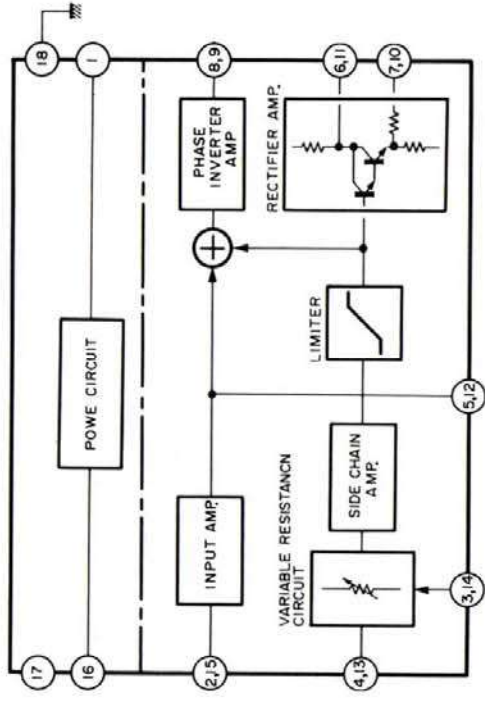 17
18
16
POWE CIRCUIT
1
2,15
INPUT AMP.
PHASE
INVERTER
AMP
8,9
VARIABLE RESISTANCN
CIRCUIT
LIMITER
RECTIFIER AMP.
6,11
4,13
SIDE CHAIN
AMP.
7,10
3,14
5,12